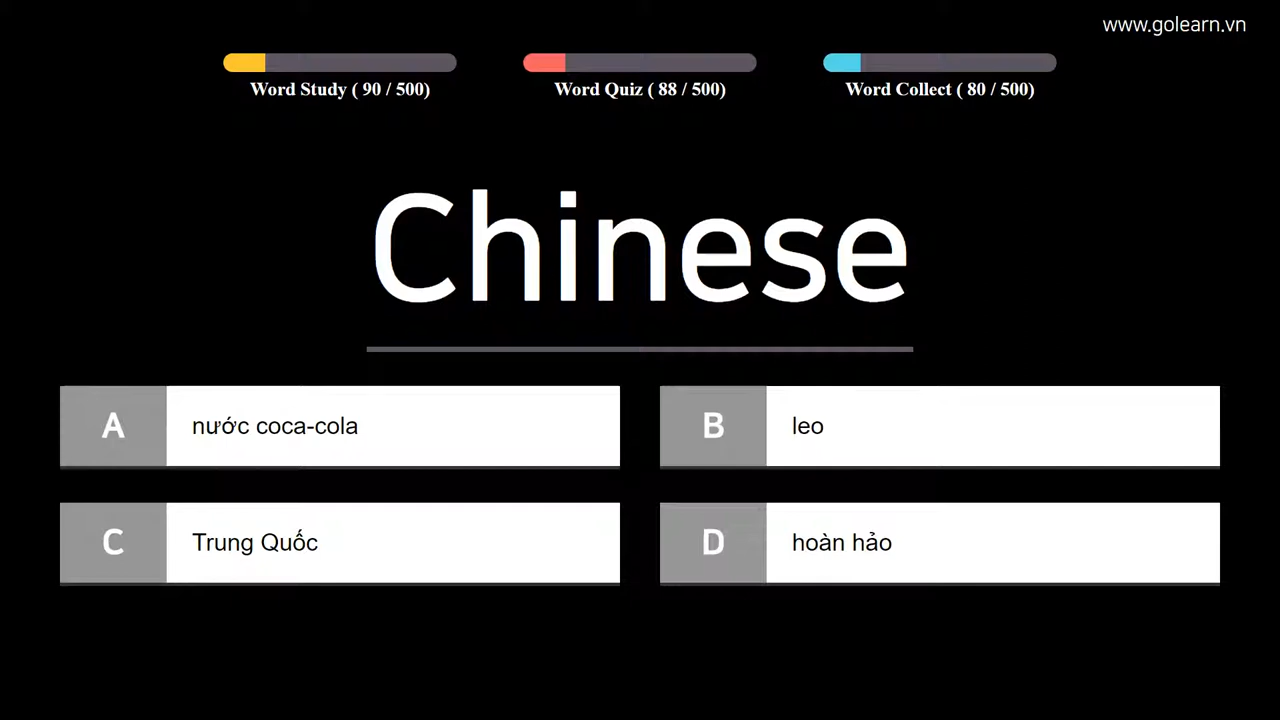 www.golearn.vn
Word Study ( 90 / 500)
Word Quiz ( 88 / 500)
Word Collect ( 80 / 500)
Chinese
A nước coca-cola
B leo
C Trung Quốc
D hoàn hảo